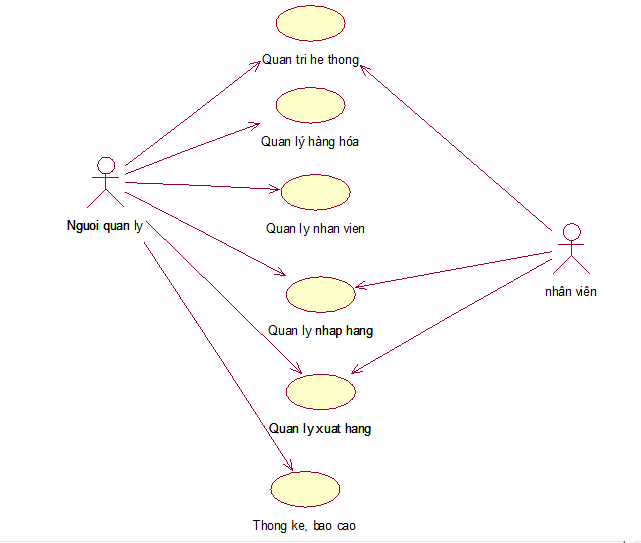 Quan tri he thong
Quan lý hàng hóa
Nguoi quan ly
Quan ly nhan vien
nhân viên
Quan ly nhap hang
Quan ly xuat hang
Thong ke, bao cao